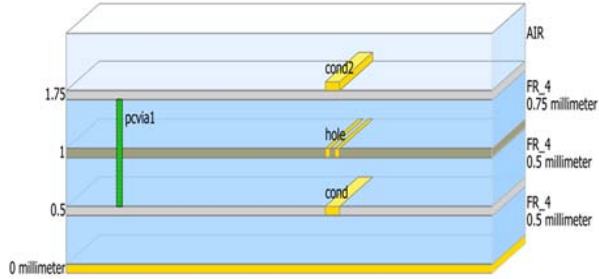 AIR
cond2
1.75
FR_4
0.75 millimeter
pcvia1
hole
1
FR_4
0.5 millimeter
cond
0.5
FR_4
0.5 millimeter
0 millimeter